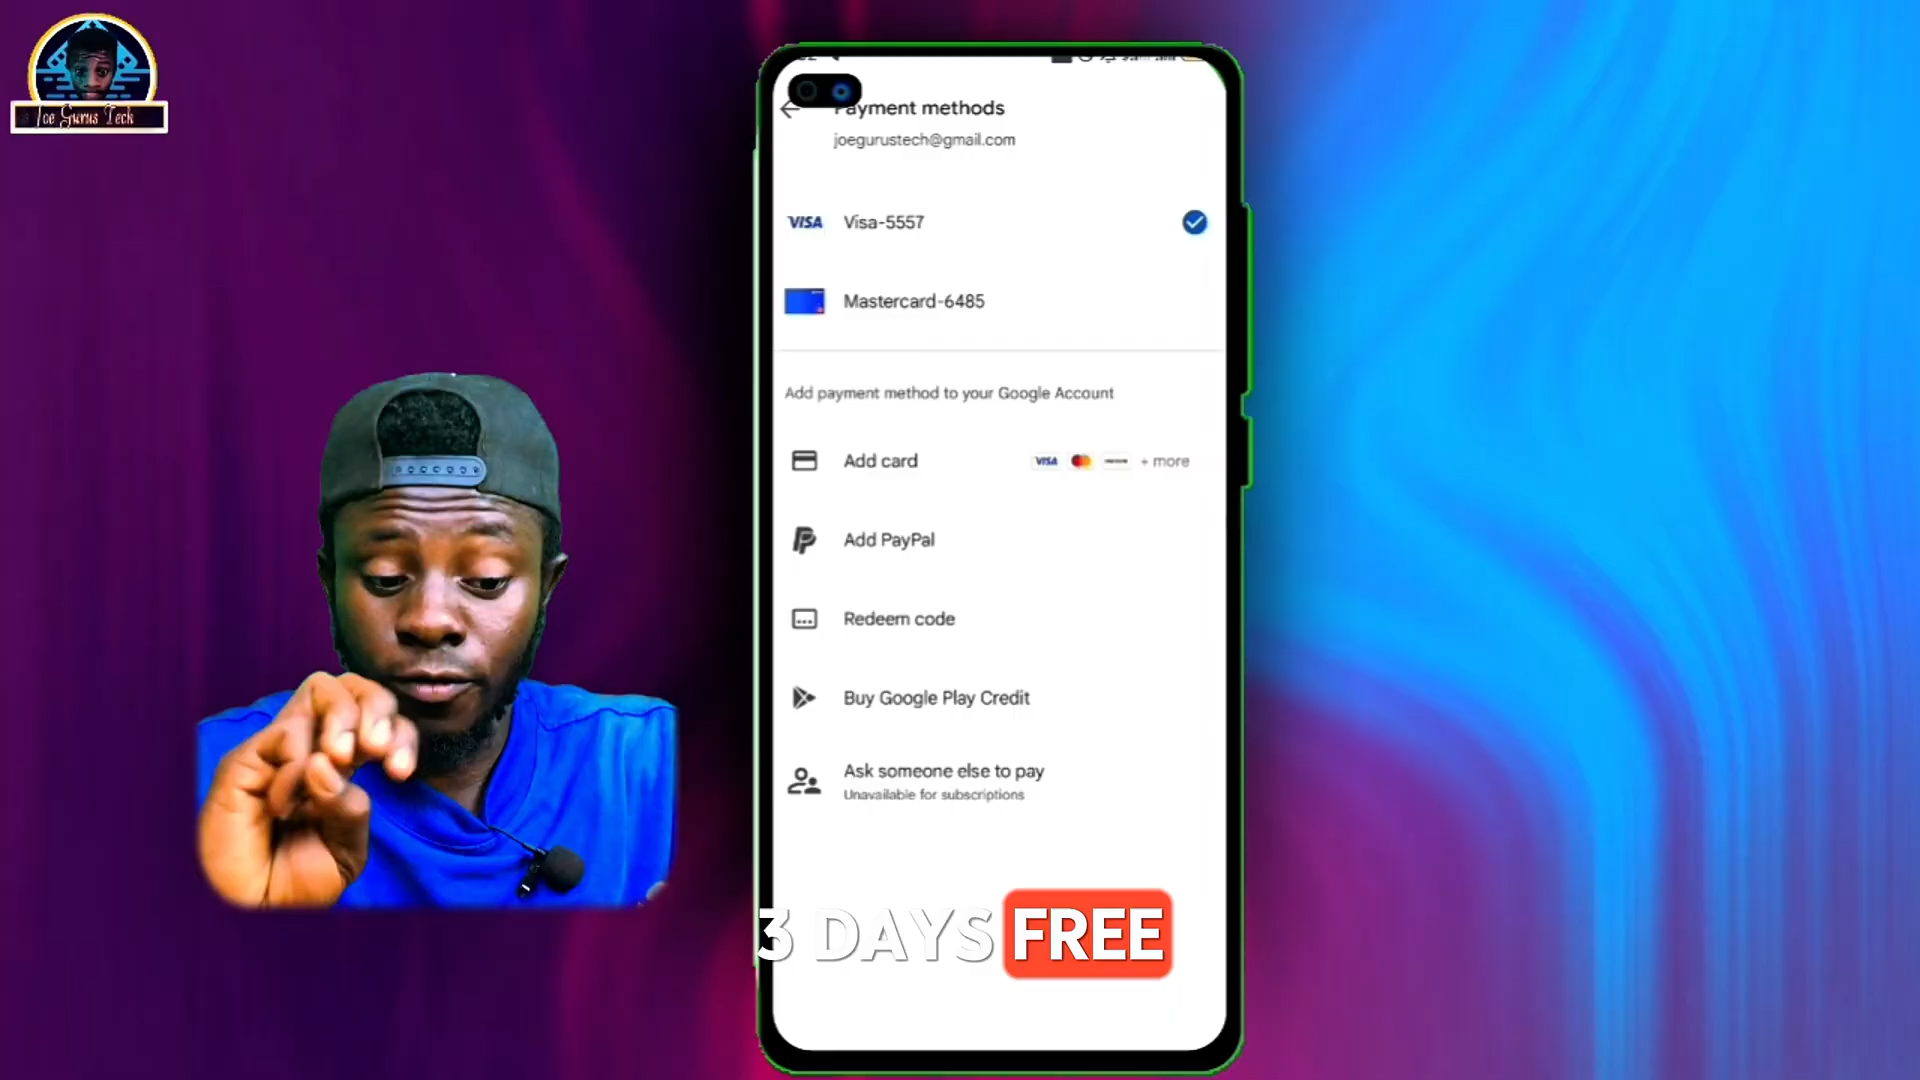 Joe Gurus Tech
Payment methods
joegurustech@gmail.com
VISA Visa-5557
Mastercard-6485
Add payment method to your Google Account
Add card VISA + more
Add PayPal
Redeem code
Buy Google Play Credit
Ask someone else to pay
Unavailable for subscriptions
3 DAYS FREE